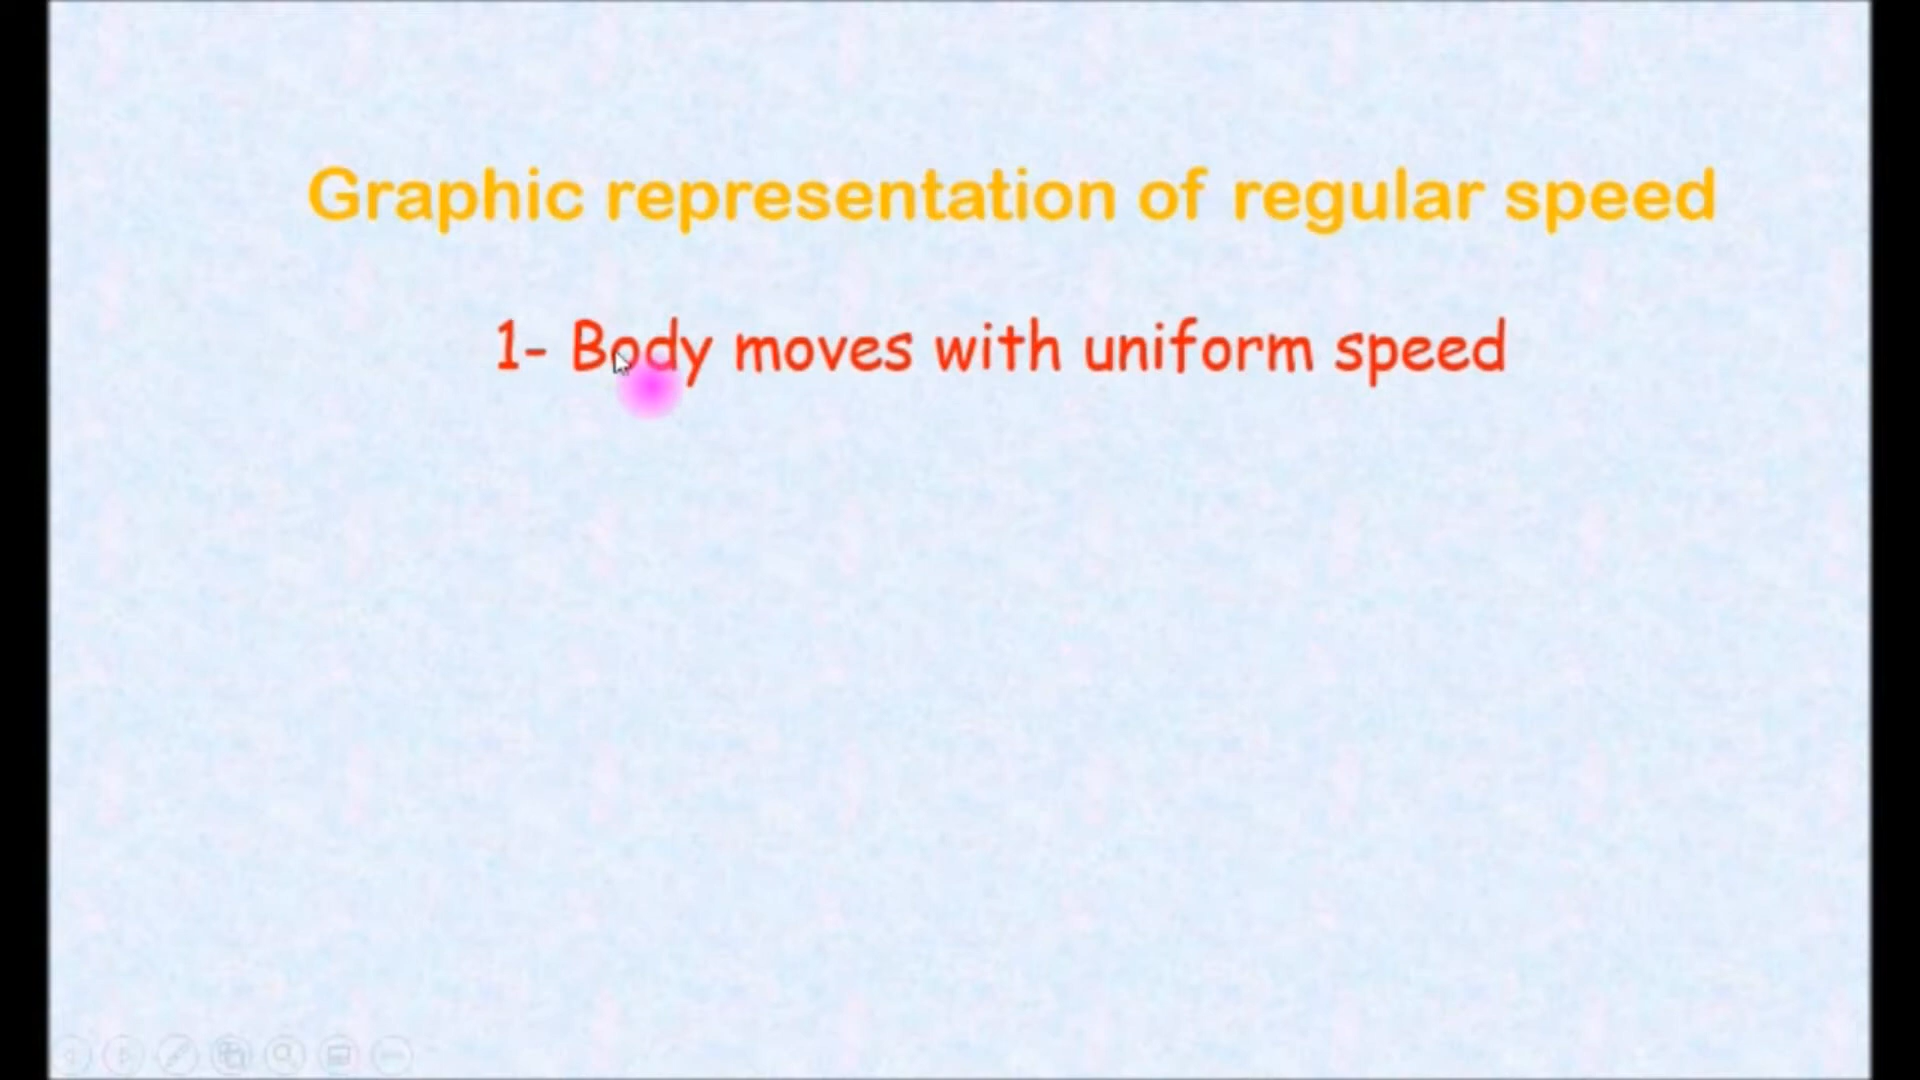 Graphic representation of regular speed
1- Body moves with uniform speed